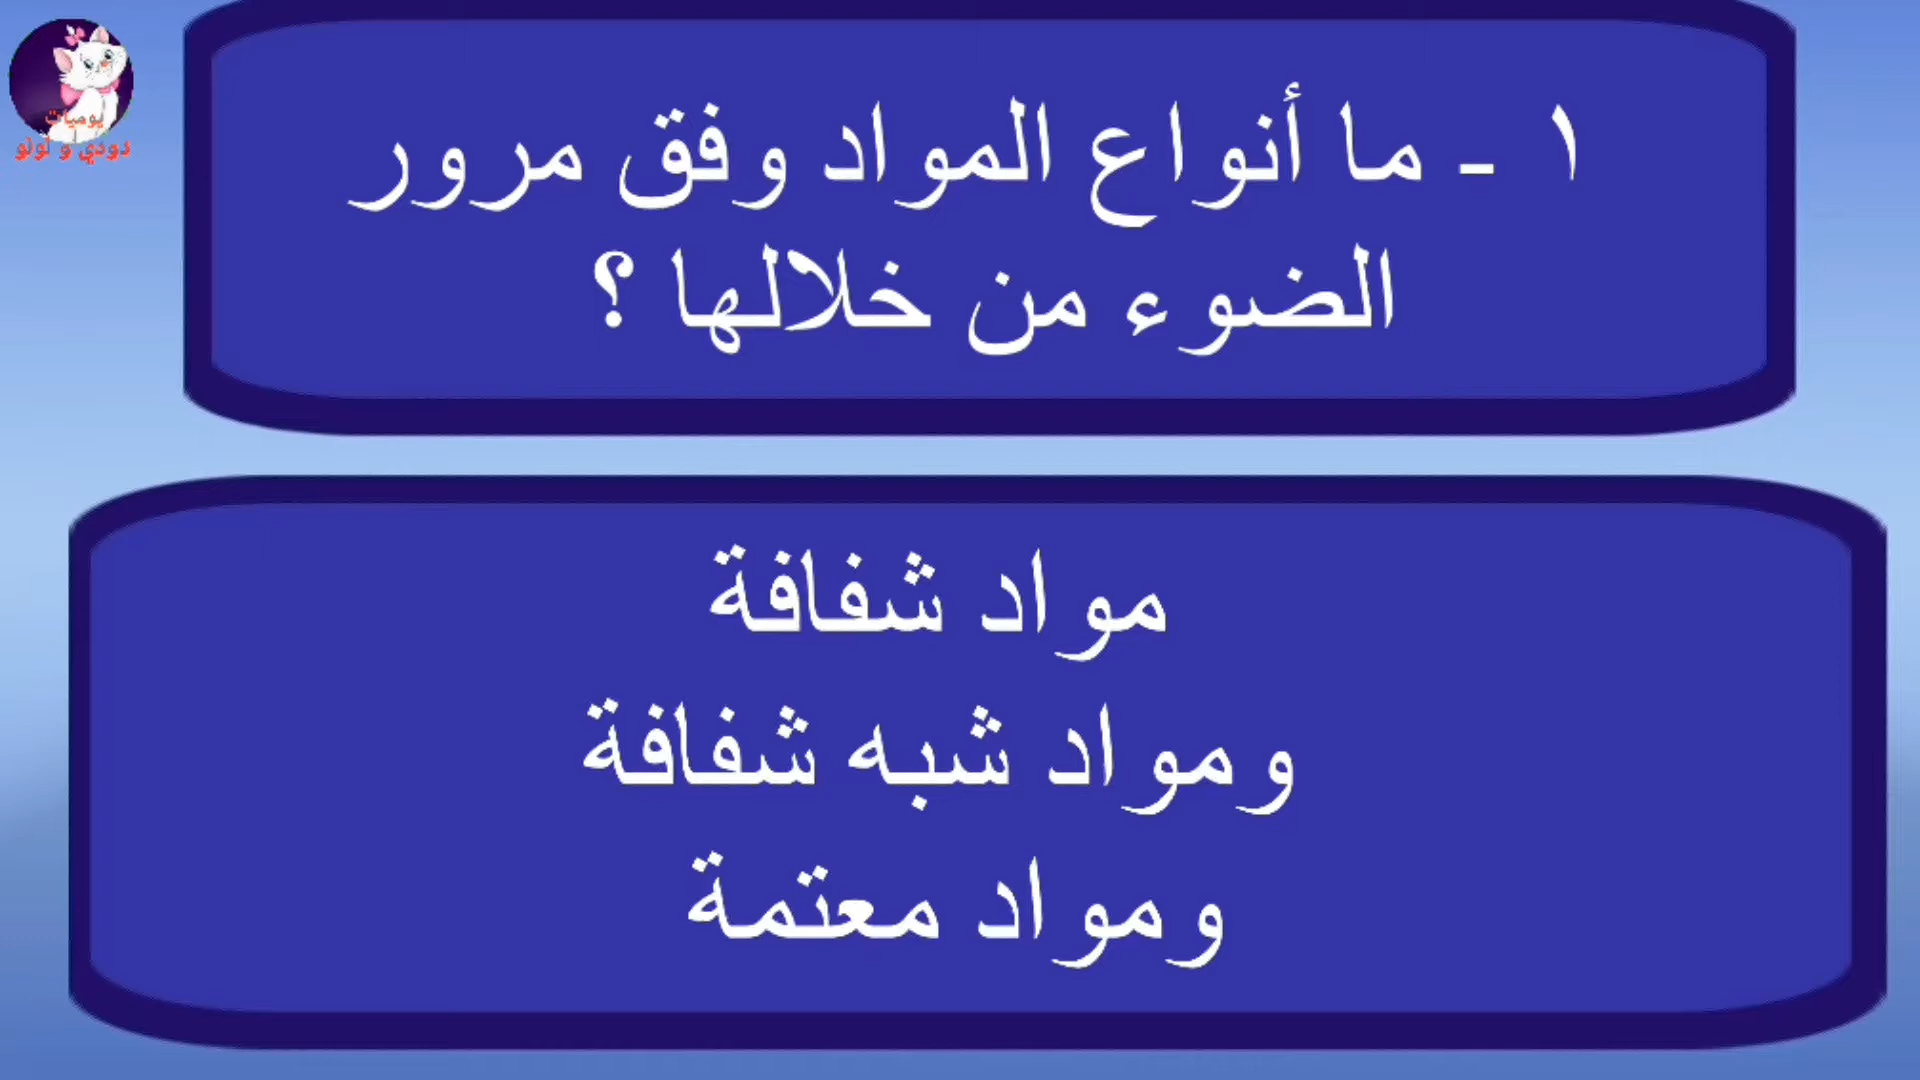 يوميات
دودي و لولو
١ - ما أنواع المواد وفق مرور
الضوء من خلالها ؟
مواد شفافة
ومواد شبه شفافة
ومواد معتمة